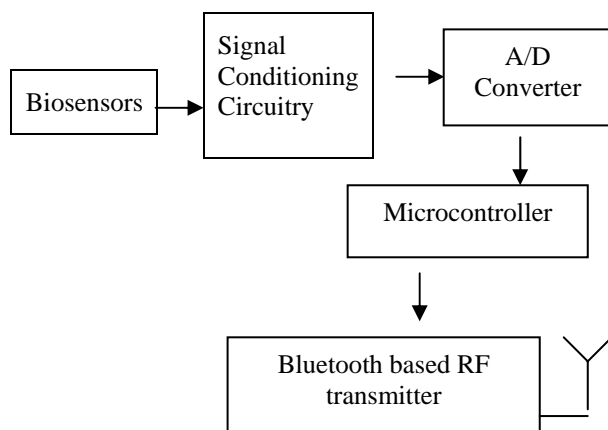 Biosensors
Signal
Conditioning
Circuitry
A/D
Converter
Microcontroller
Bluetooth based RF
transmitter